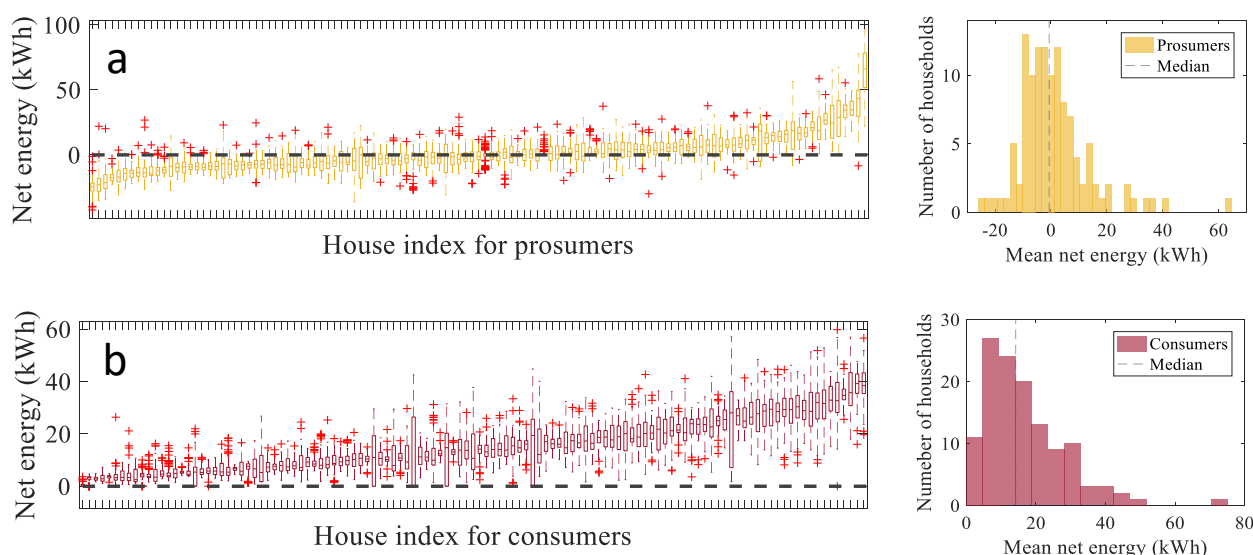 a
Net energy (kWh)
100
50
0
House index for prosumers
Numeber of households
10
5
0
-20
0
20
40
60
Mean net energy (kWh)
Prosumers
Median
b
Net energy (kWh)
60
40
20
0
House index for consumers
Numeber of households
30
20
10
0
0
20
40
60
80
Mean net energy (kWh)
Consumers
Median